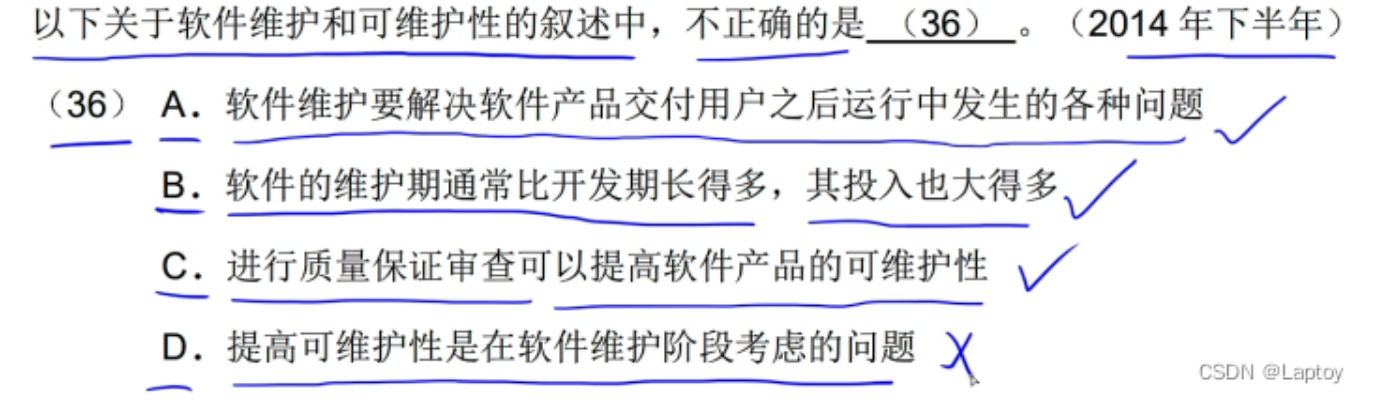 以下关于软件维护和可维护性的叙述中，不正确的是（36）。（2014 年下半年）
（36） A．软件维护要解决软件产品交付用户之后运行中发生的各种问题
B．软件的维护期通常比开发期长得多，其投入也大得多
C．进行质量保证审查可以提高软件产品的可维护性
D．提高可维护性是在软件维护阶段考虑的问题
CSDN @Laptoy